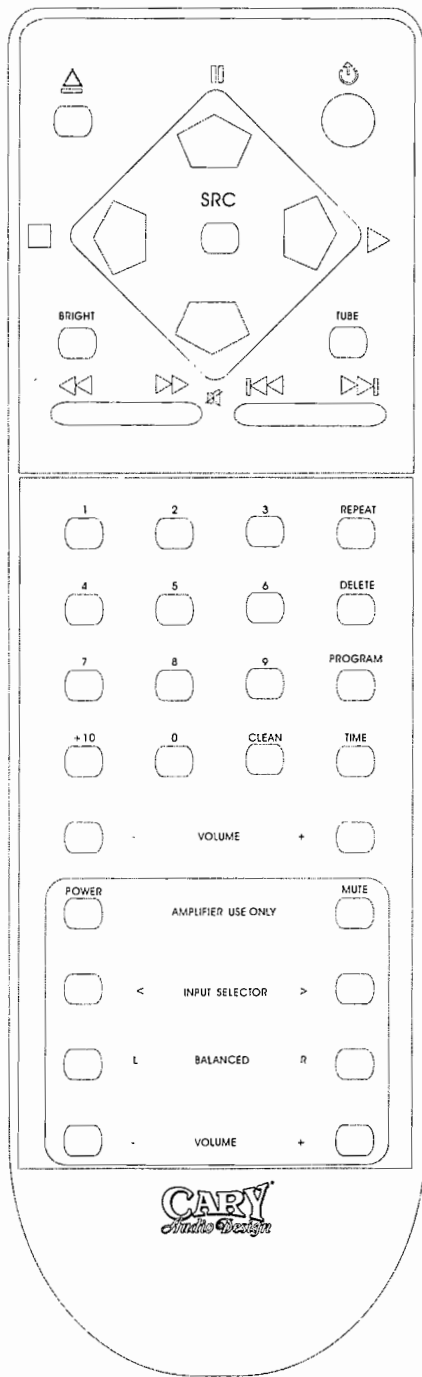 SRC
BRIGHT TUBE
1 2 3 REPEAT
4 5 6 DELETE
7 8 9 PROGRAM
+10 0 CLEAN TIME
- VOLUME +
POWER AMPLIFIER USE ONLY MUTE
< INPUT SELECTOR >
L BALANCED R
- VOLUME +
CARY
Audio Design